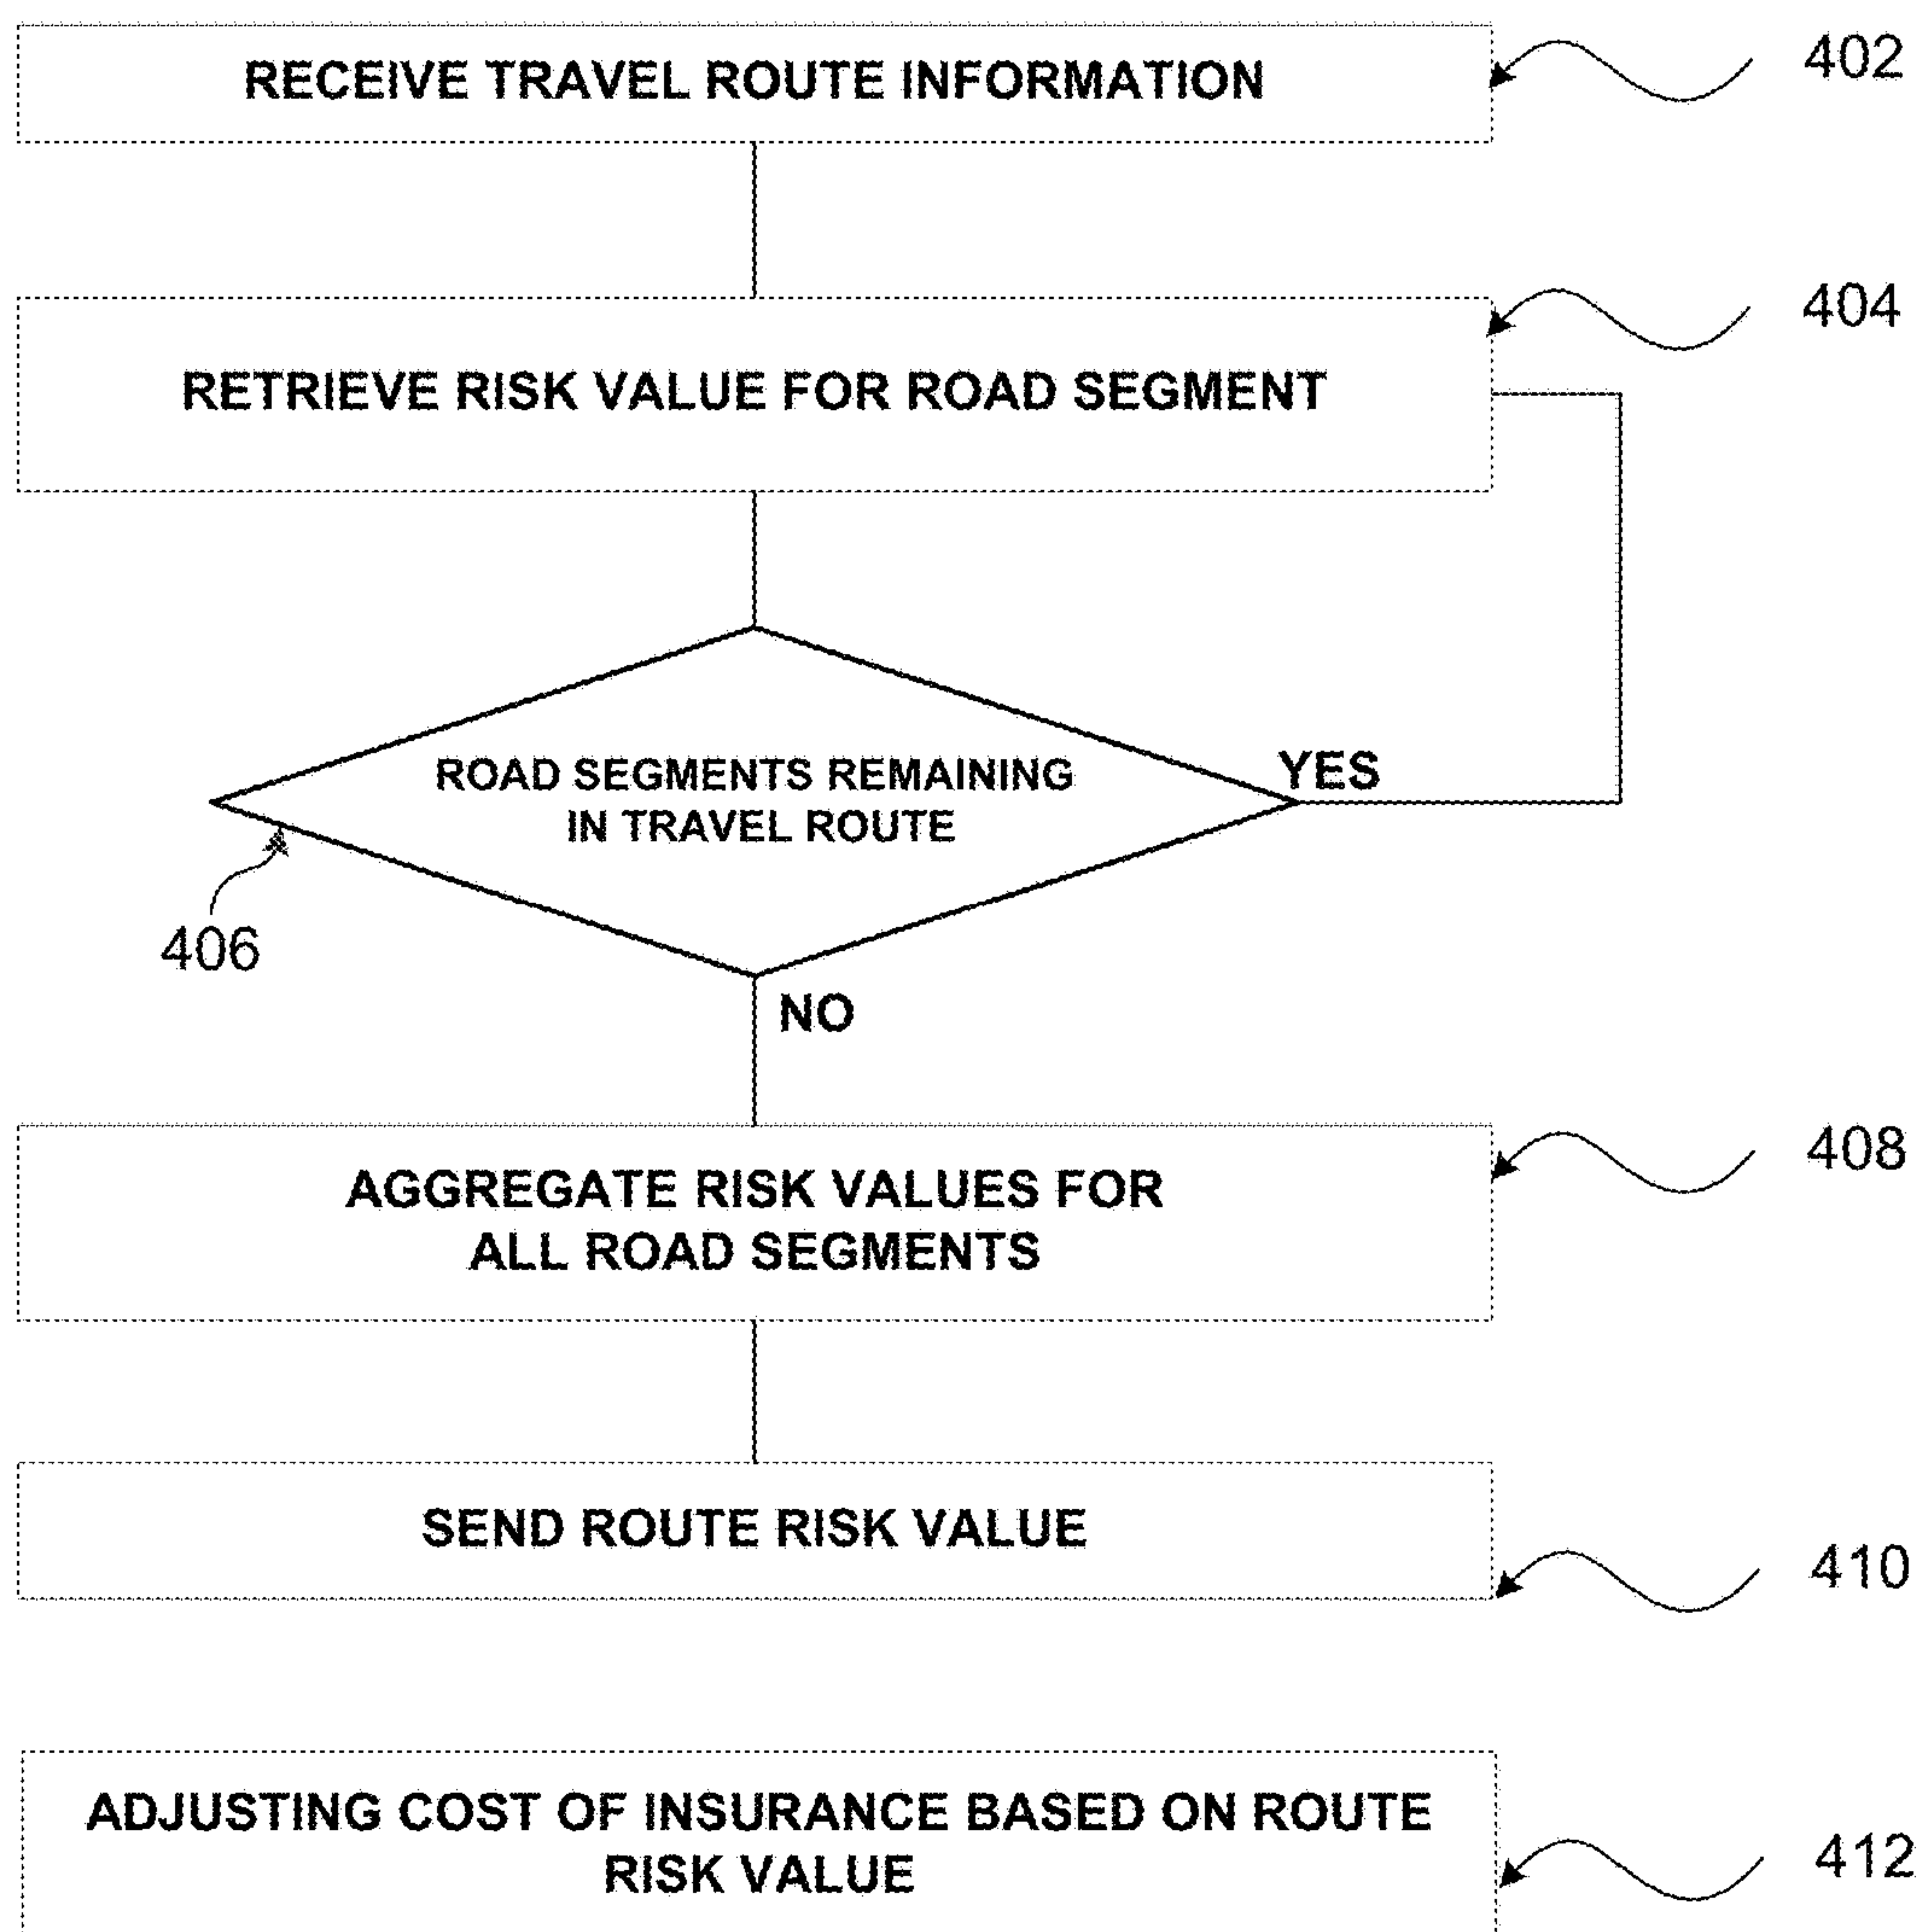 RECEIVE TRAVEL ROUTE INFORMATION
402
RETRIEVE RISK VALUE FOR ROAD SEGMENT
404
ROAD SEGMENTS REMAINING
IN TRAVEL ROUTE
YES
406
NO
AGGREGATE RISK VALUES FOR
ALL ROAD SEGMENTS
408
SEND ROUTE RISK VALUE
410
ADJUSTING COST OF INSURANCE BASED ON ROUTE
RISK VALUE
412